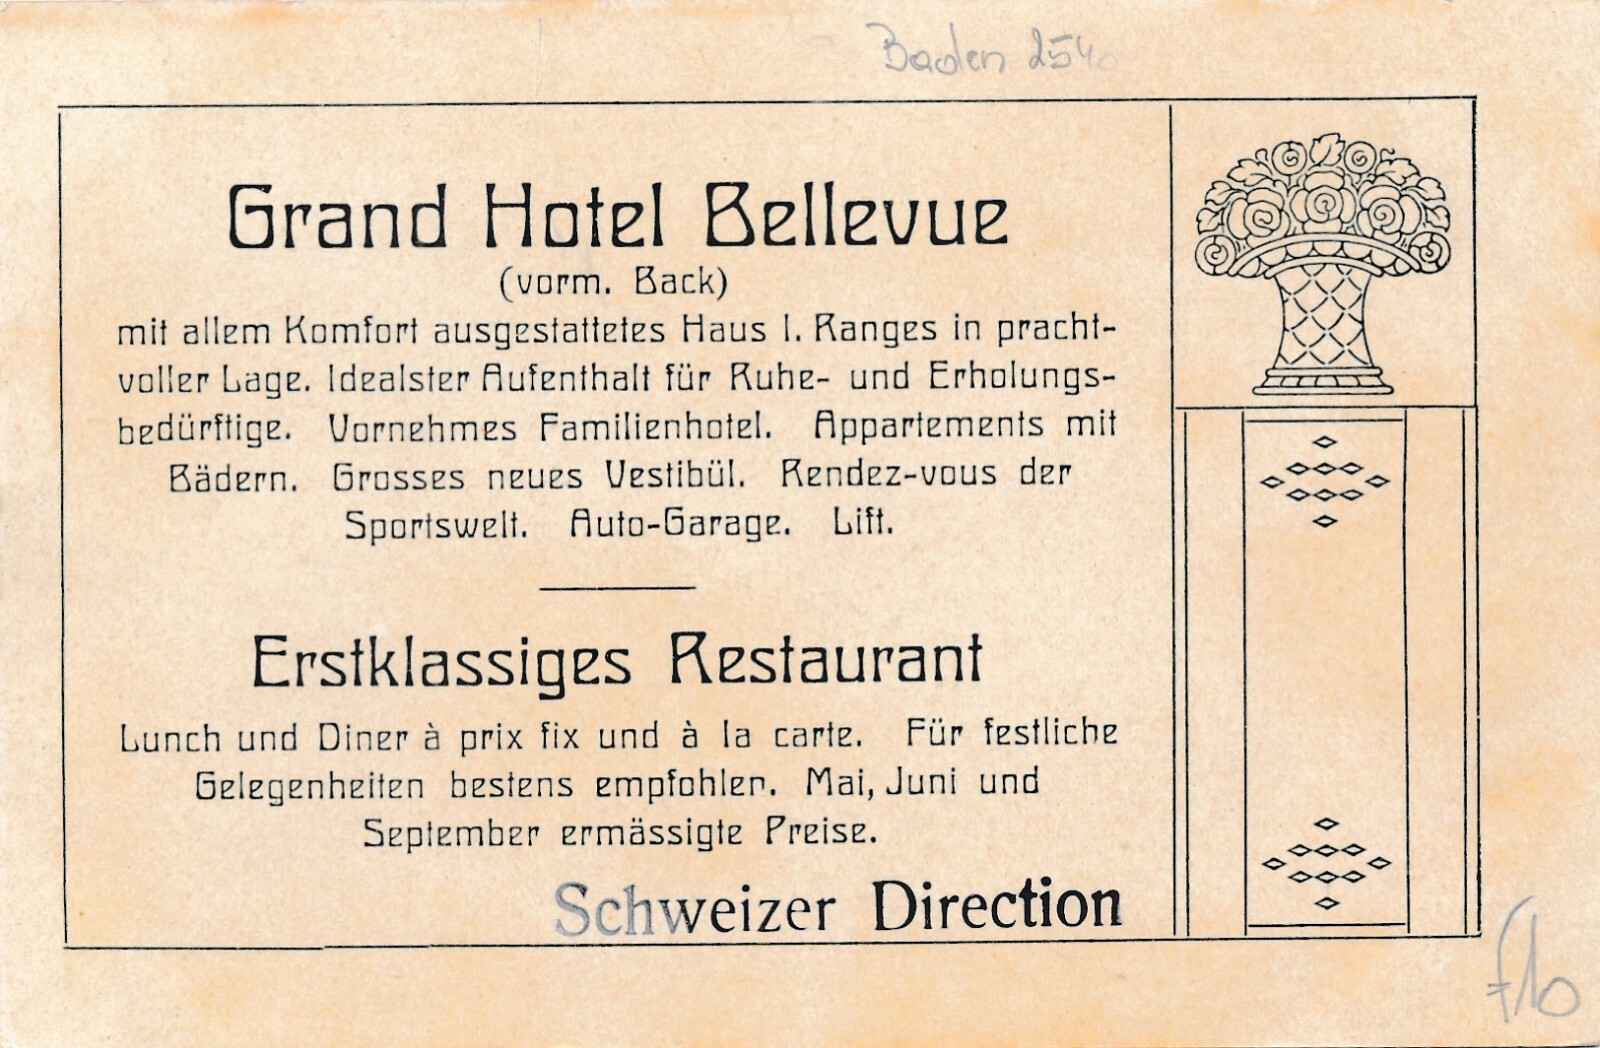 Baden
Grand Hotel Bellevue
(vorm. Back)
mit allem Komfort ausgestattetes Haus I. Ranges in pracht-
voller Lage. Idealster Aufenthalt für Ruhe- und Erholungs-
bedürftige. Vornehmes Familienhotel. Appartements mit
Bädern. Grosses neues Vestibül. Rendez-vous der
Sportswelt. Auto-Garage. Lift.
Erstklassiges Restaurant
Lunch und Diner à prix fix und à la carte. Für festliche
Gelegenheiten bestens empfohlen. Mai, Juni und
September ermässigte Preise.
Schweizer Direction